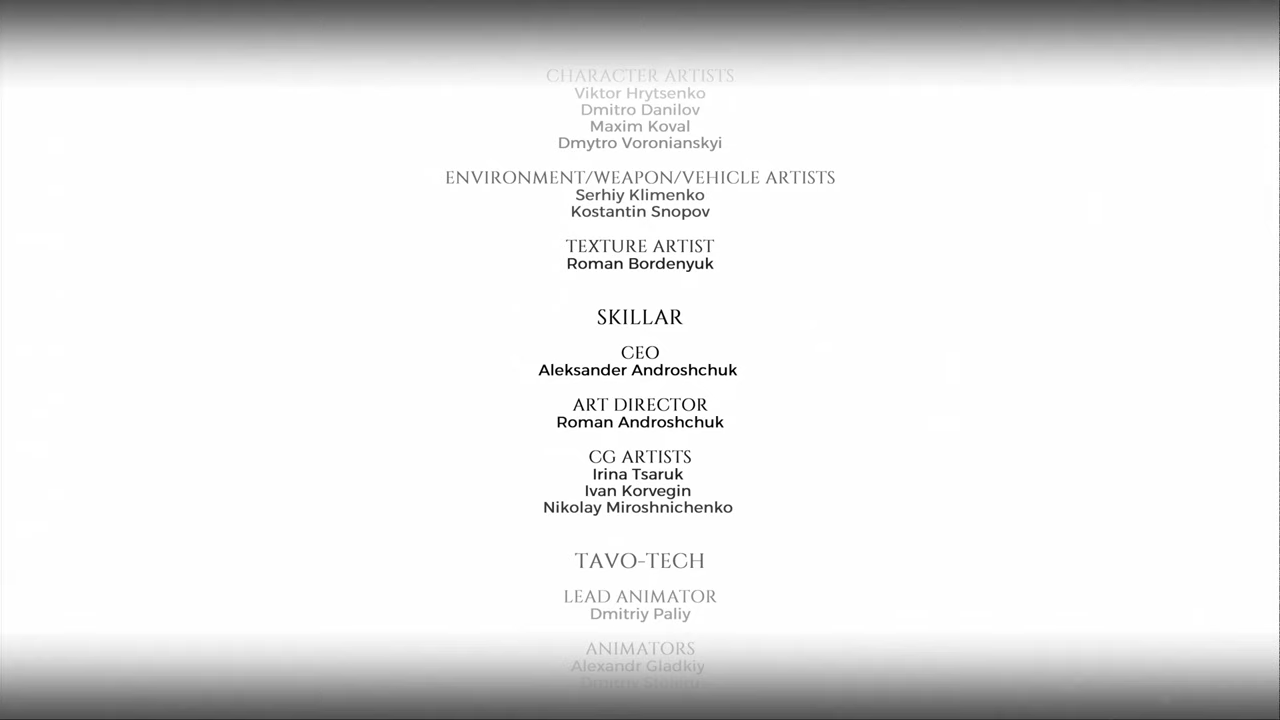 CHARACTER ARTISTS
Viktor Hrytsenko
Dmitro Danilov
Maxim Koval
Dmytro Voronianskyi
ENVIRONMENT/WEAPON/VEHICLE ARTISTS
Serhiy Klimenko
Kostantin Snopov
TEXTURE ARTIST
Roman Bordenyuk
SKILLAR
CEO
Aleksander Androshchuk
ART DIRECTOR
Roman Androshchuk
CG ARTISTS
Irina Tsaruk
Ivan Korvegin
Nikolay Miroshnichenko
TAVO-TECH
LEAD ANIMATOR
Dmitriy Paliy
ANIMATORS
Alexandr Gladkiy
Dmitriy